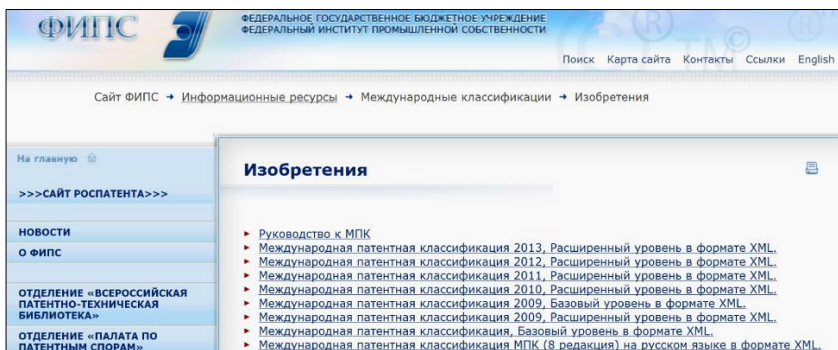 ФИПС
ФЕДЕРАЛЬНОЕ ГОСУДАРСТВЕННОЕ БЮДЖЕТНОЕ УЧРЕЖДЕНИЕ
ФЕДЕРАЛЬНЫЙ ИНСТИТУТ ПРОМЫШЛЕННОЙ СОБСТВЕННОСТИ
Поиск Карта сайта Контакты Ссылки English
Сайт ФИПС → Информационные ресурсы → Международные классификации → Изобретения
На главную
>>>САЙТ РОСПАТЕНТА>>>
НОВОСТИ
О ФИПС
ОТДЕЛЕНИЕ «ВСЕРОССИЙСКАЯ
ПАТЕНТНО-ТЕХНИЧЕСКАЯ
БИБЛИОТЕКА»
ОТДЕЛЕНИЕ «ПАЛАТА ПО
ПАТЕНТНЫМ СПОРАМ»
Изобретения
Руководство к МПК
Международная патентная классификация 2013, Расширенный уровень в формате XML.
Международная патентная классификация 2012, Расширенный уровень в формате XML.
Международная патентная классификация 2011, Расширенный уровень в формате XML.
Международная патентная классификация 2010, Расширенный уровень в формате XML.
Международная патентная классификация 2009, Базовый уровень в формате XML.
Международная патентная классификация 2009, Расширенный уровень в формате XML.
Международная патентная классификация, Базовый уровень в формате XML.
Международная патентная классификация МПК (8 редакция) на русском языке в формате XML.